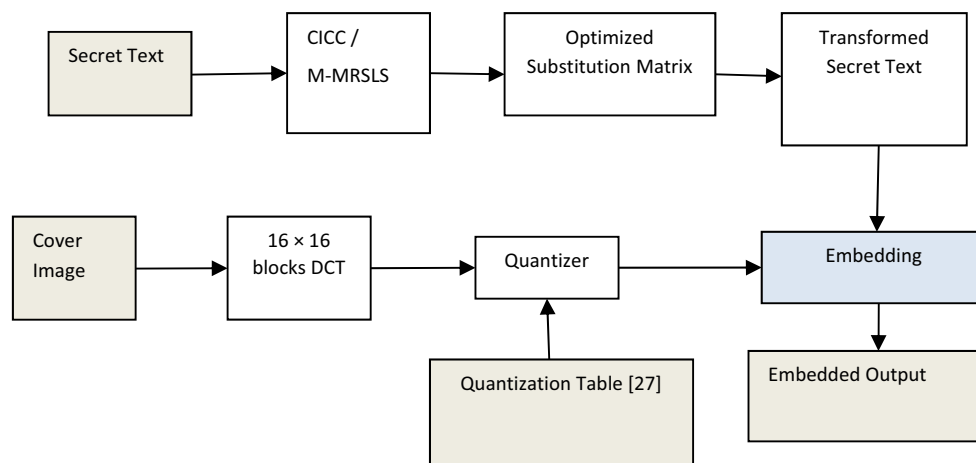 Secret Text
CICC /
M-MRSLS
Optimized
Substitution Matrix
Transformed
Secret Text
Cover
Image
16 × 16
blocks DCT
Quantizer
Embedding
Quantization Table [27]
Embedded Output